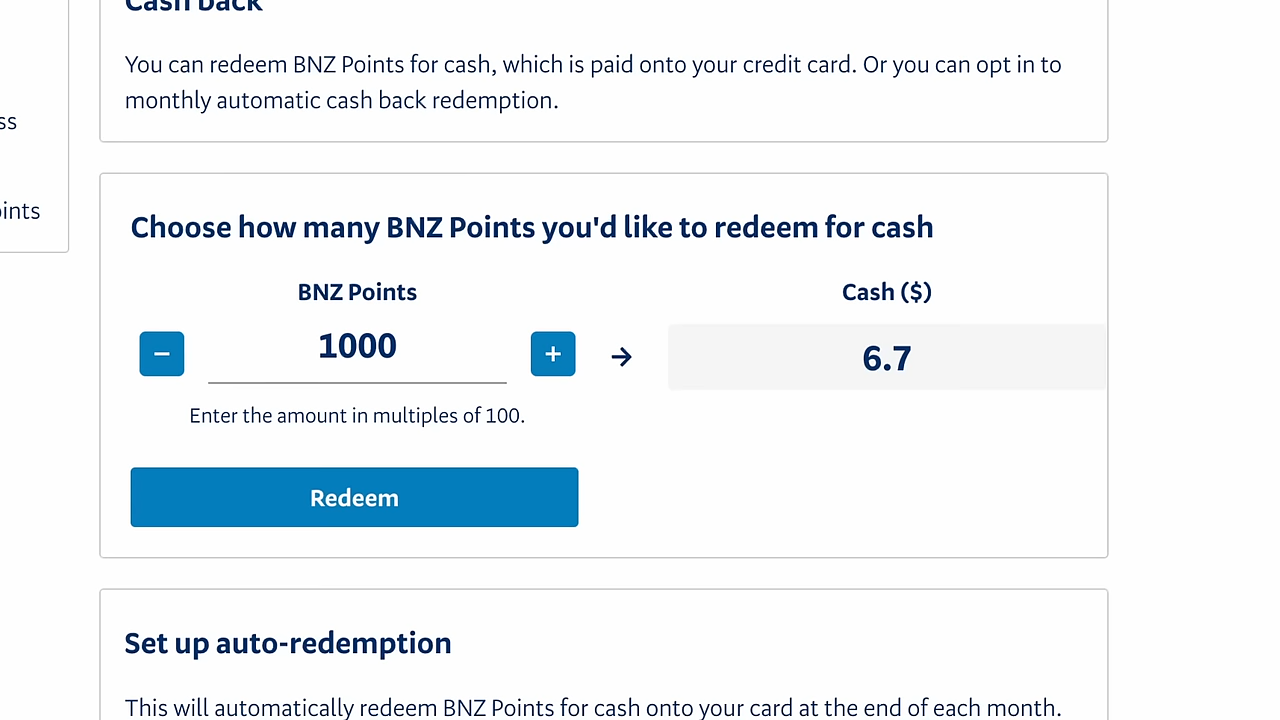 Cash back
You can redeem BNZ Points for cash, which is paid onto your credit card. Or you can opt in to
monthly automatic cash back redemption.
Choose how many BNZ Points you'd like to redeem for cash
BNZ Points
Cash ($)
−
1000
+
→
6.7
Enter the amount in multiples of 100.
Redeem
Set up auto-redemption
This will automatically redeem BNZ Points for cash onto your card at the end of each month.